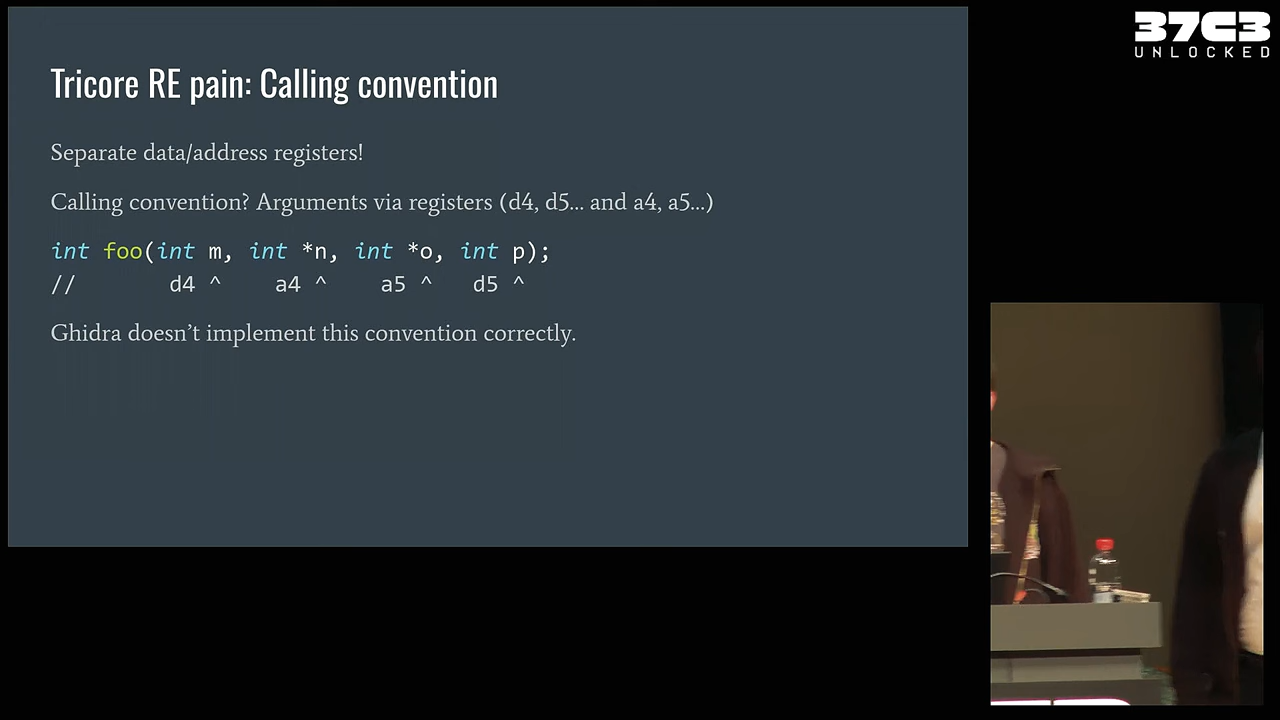 37C3
UNLOCKED
Tricore RE pain: Calling convention
Separate data/address registers!
Calling convention? Arguments via registers (d4, d5... and a4, a5...)
int foo(int m, int *n, int *o, int p);
//       d4 ^    a4 ^    a5 ^   d5 ^
Ghidra doesn’t implement this convention correctly.